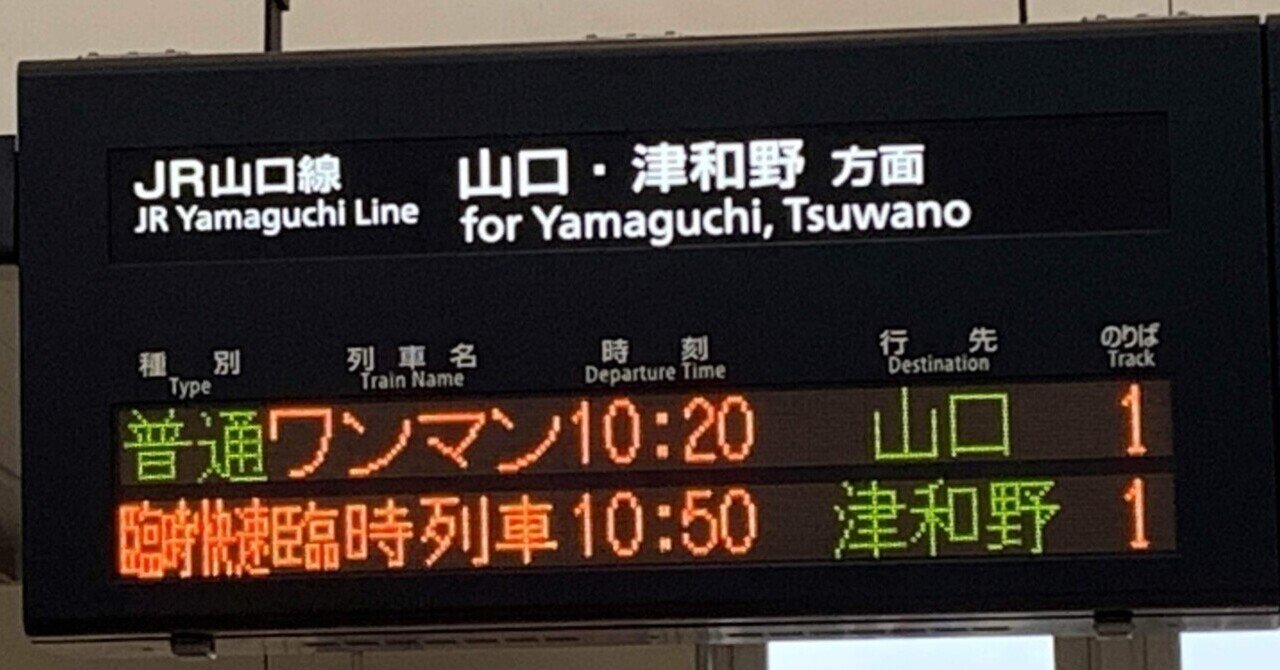 JR山口線 山口・津和野 方面
JR Yamaguchi Line for Yamaguchi, Tsuwano
種別 列車名 時刻 行先 のりば
Type Train Name Departure Time Destination Track
普通 ワンマン 10:20 山口 1
臨時快速 臨時列車 10:50 津和野 1